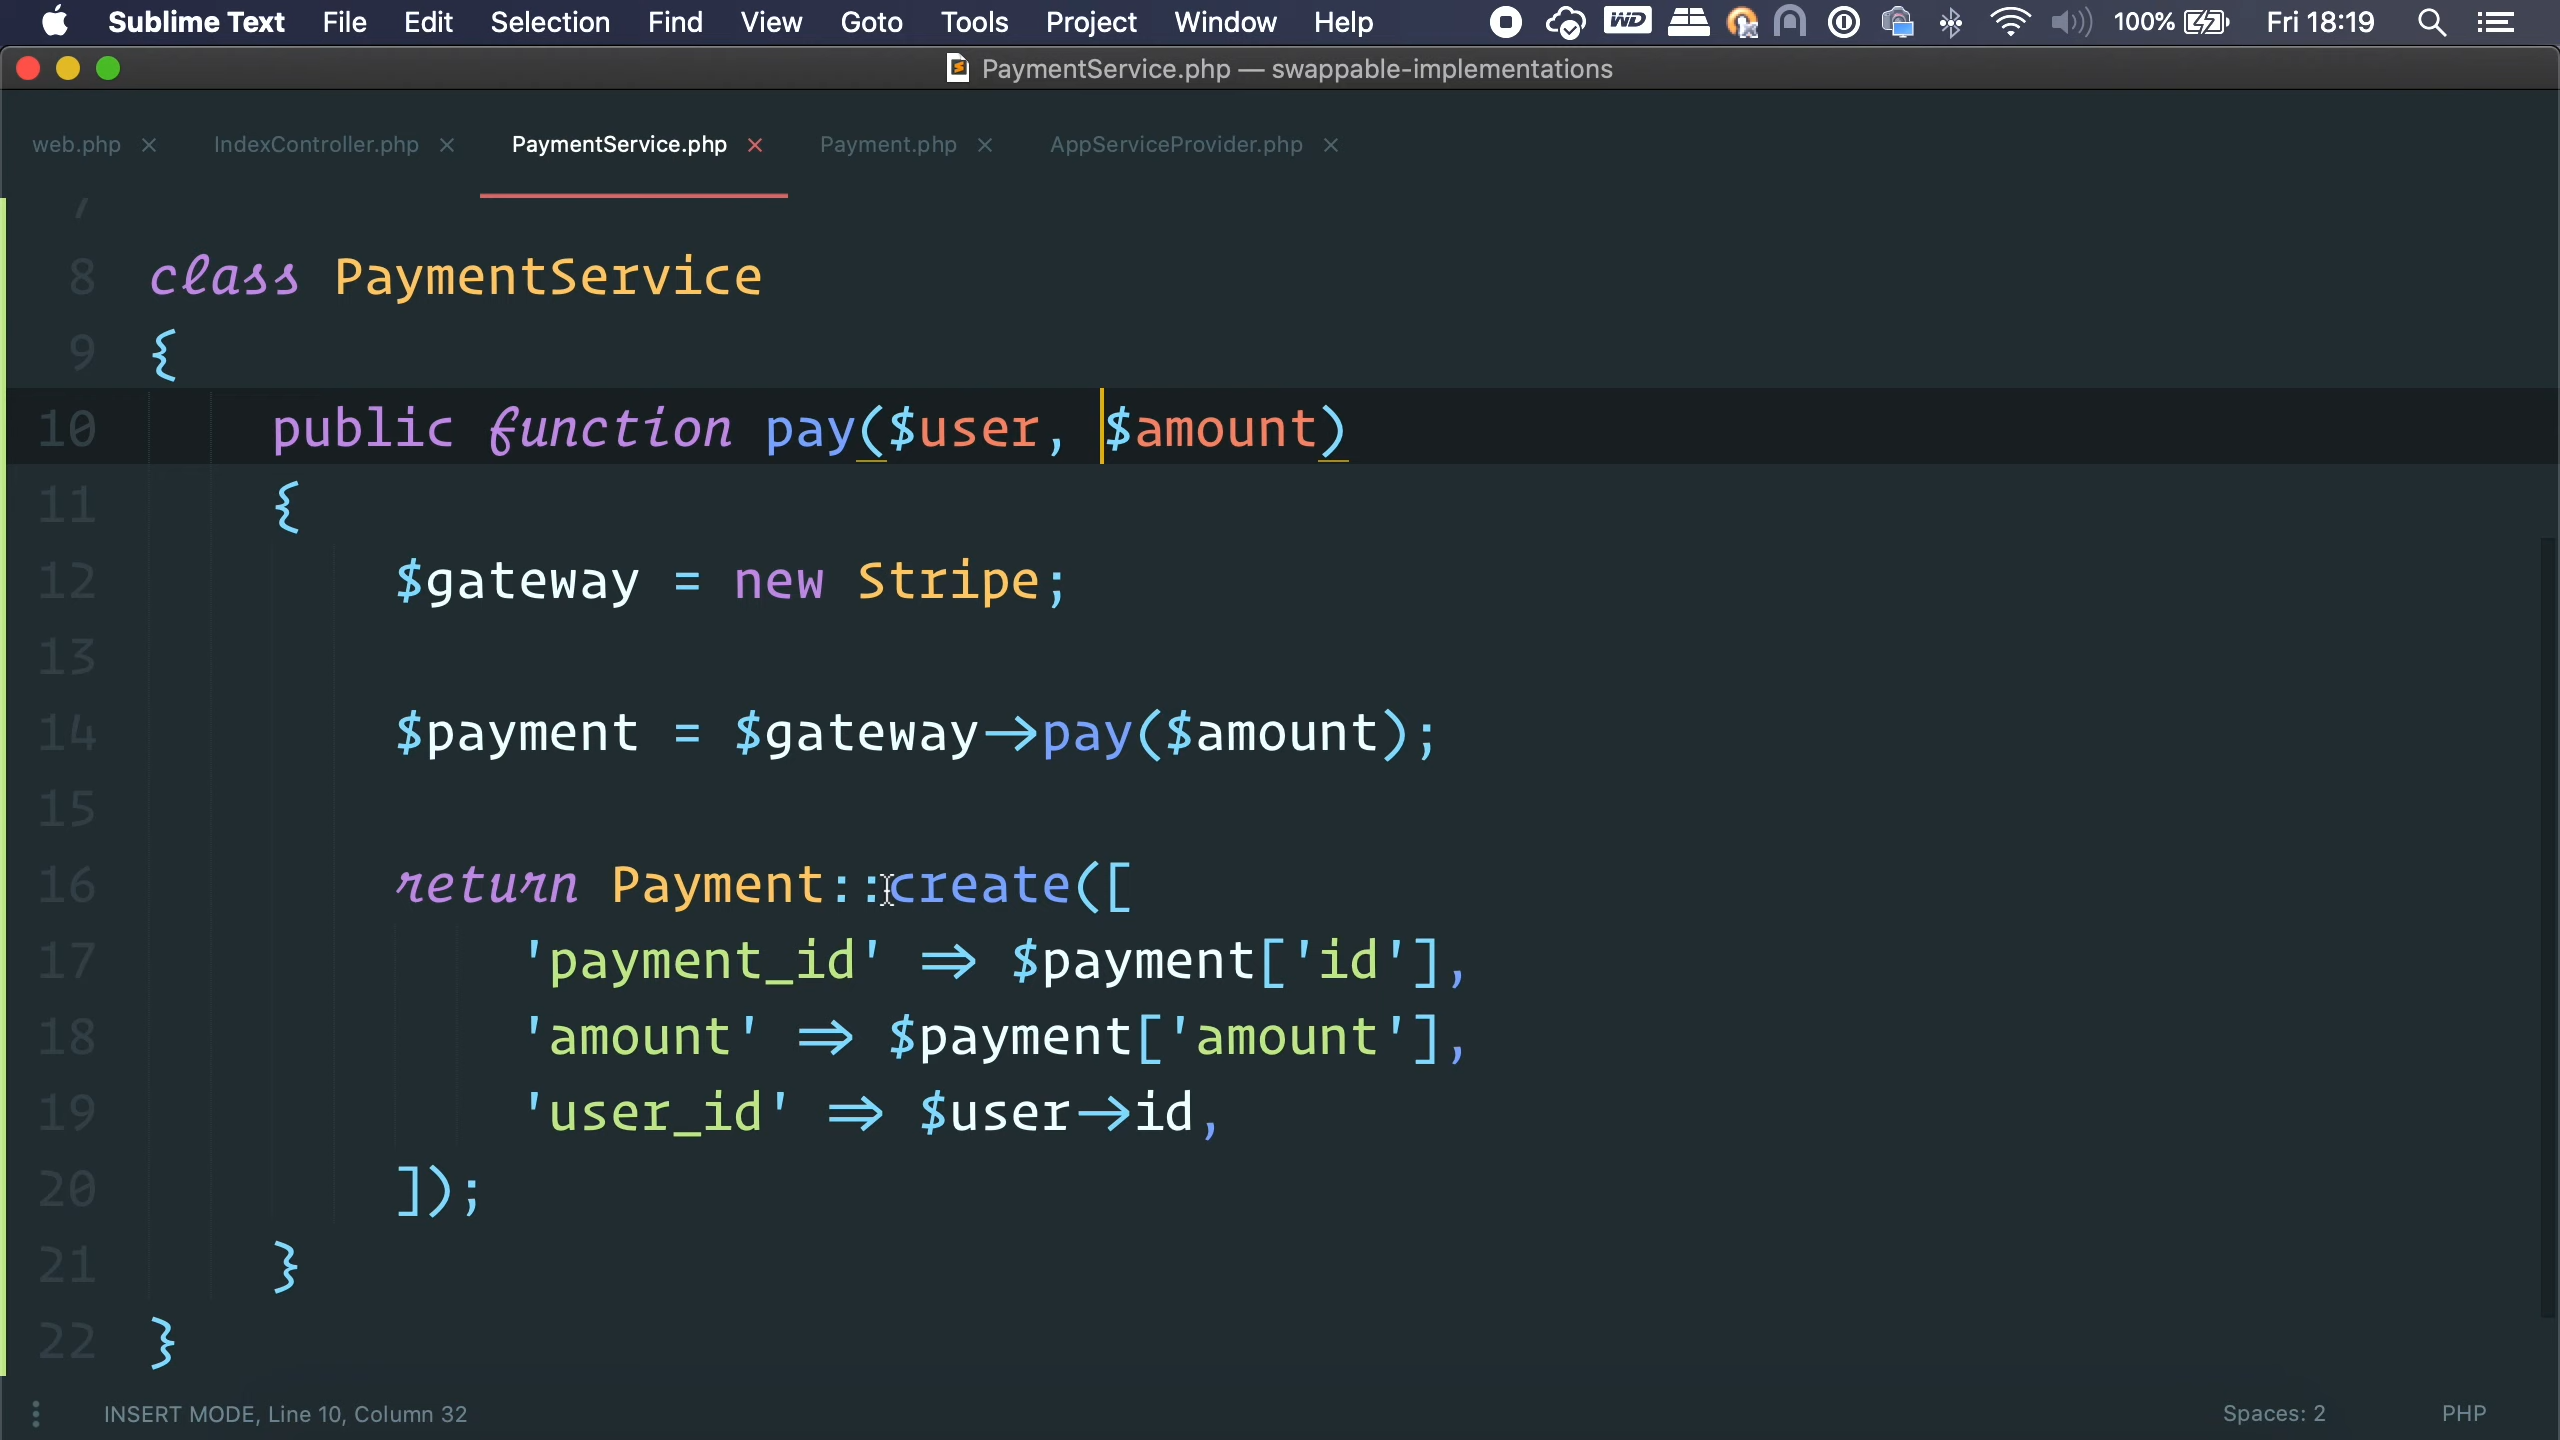 Sublime Text File Edit Selection Find View Goto Tools Project Window Help WD 100% Fri 18:19
PaymentService.php — swappable-implementations
web.php × IndexController.php × PaymentService.php × Payment.php × AppServiceProvider.php ×
7
8 class PaymentService
9 {
10 public function pay($user, $amount)
11 {
12 $gateway = new Stripe;
13
14 $payment = $gateway->pay($amount);
15
16 return Payment::create([
17 'payment_id' => $payment['id'],
18 'amount' => $payment['amount'],
19 'user_id' => $user->id,
20 ]);
21 }
22 }
INSERT MODE, Line 10, Column 32 Spaces: 2 PHP